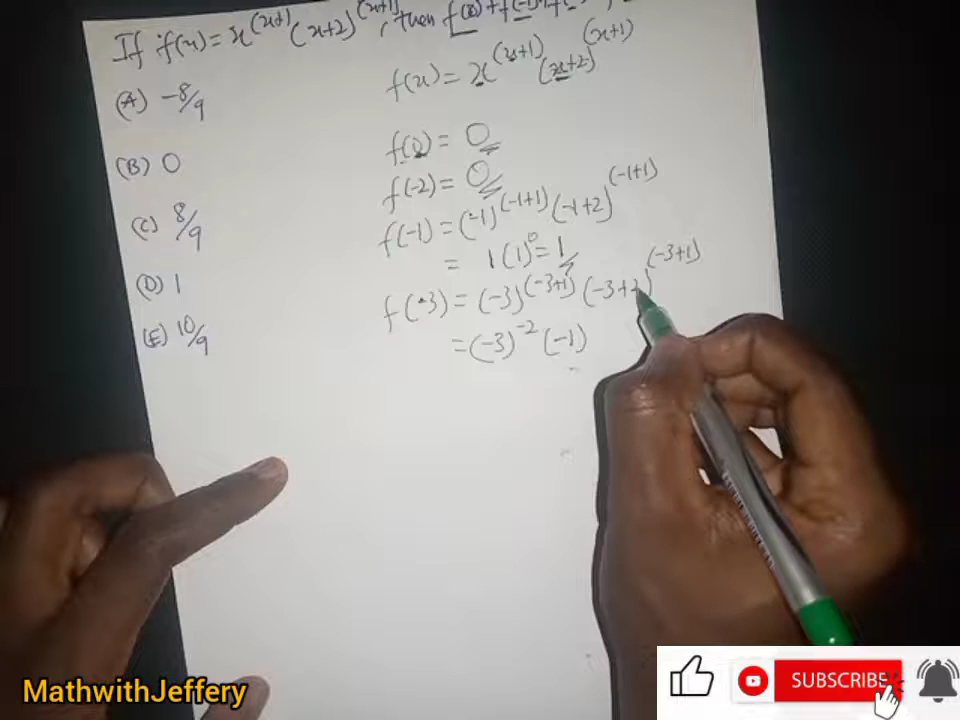 If f(x) = x^(x+1) (x+2)^(x+1), then f(0) + f(-1) + f
(A) -8/9
(B) 0
(C) 8/9
(D) 1
(E) 10/9
f(x) = x^(x+1) (x+2)^(x+1)
f(0) = 0
f(-2) = 0
f(-1) = (-1)^(-1+1) (-1+2)^(-1+1)
= 1(1)^0 = 1
f(-3) = (-3)^(-3+1) (-3+2)^(-3+1)
= (-3)^-2 (-1)
MathwithJeffery
SUBSCRIBE